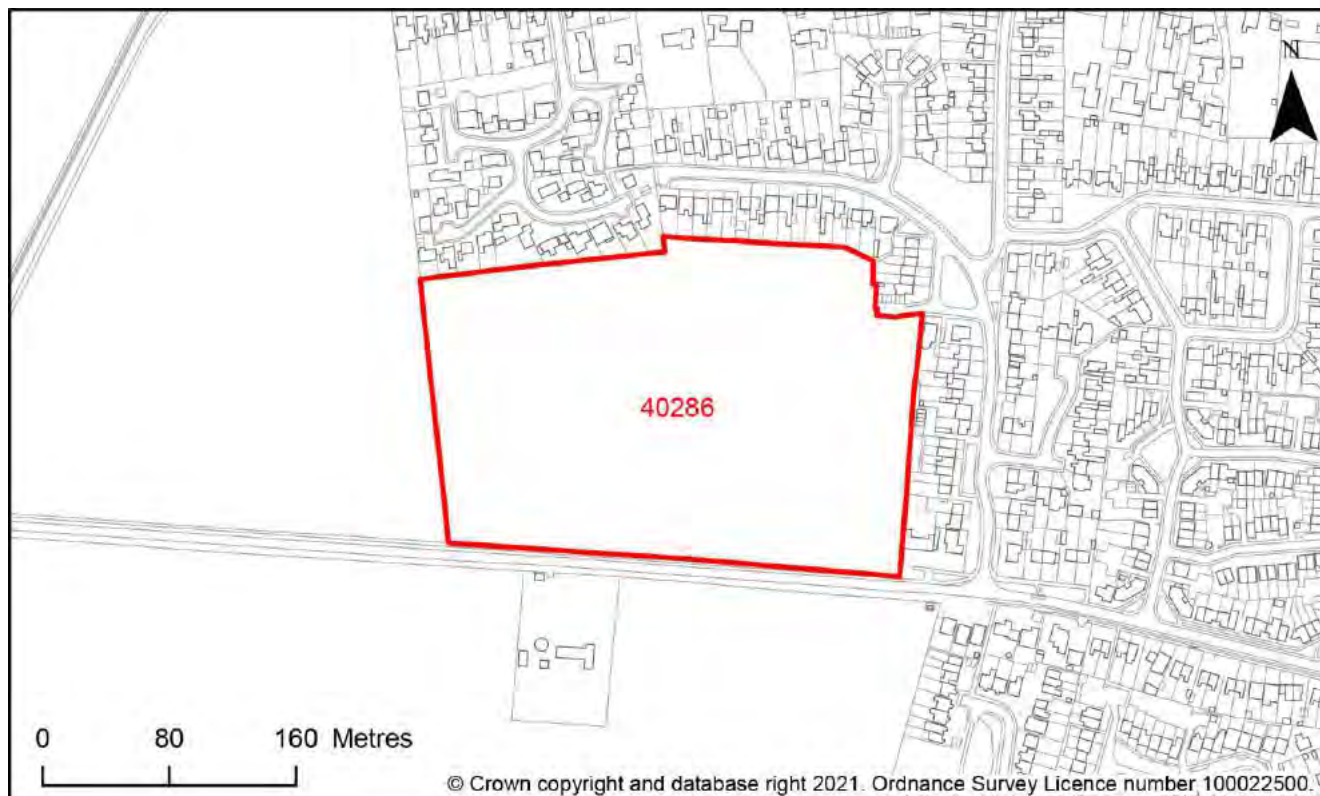 N
40286
0 80 160 Metres
© Crown copyright and database right 2021. Ordnance Survey Licence number 100022500.